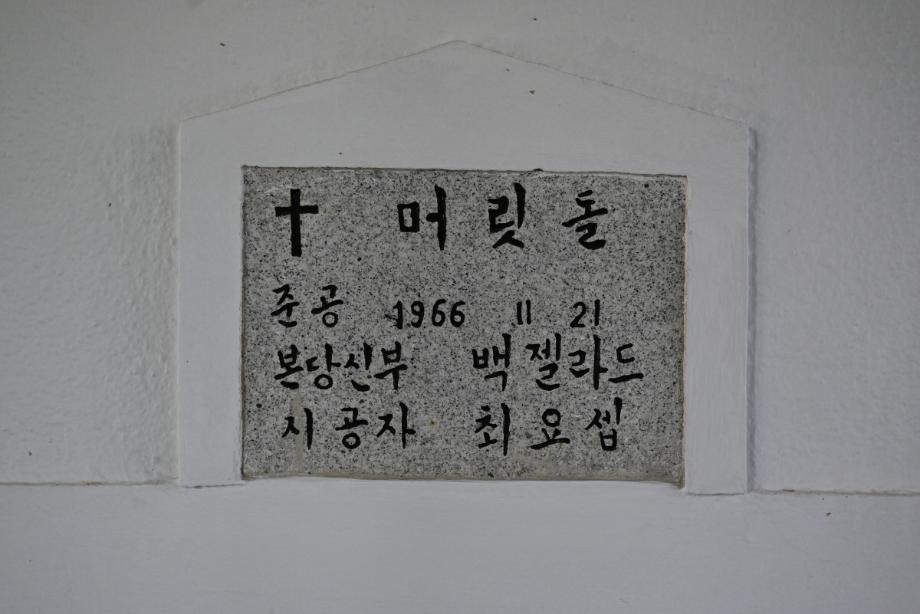 ✝ 머릿돌
준공 1966 11 21
본당신부 백젤라드
시공자 최요셉